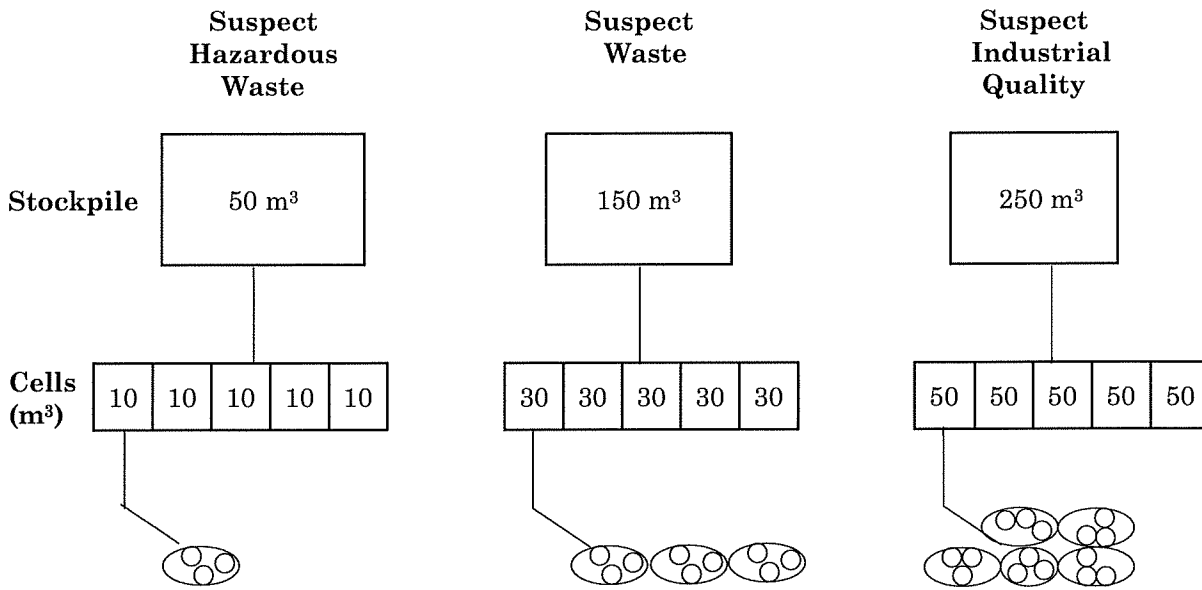 Suspect
Hazardous
Waste
Suspect
Waste
Suspect
Industrial
Quality
Stockpile
50 m³
150 m³
250 m³
Cells
(m³)
10 10 10 10 10
30 30 30 30 30
50 50 50 50 50